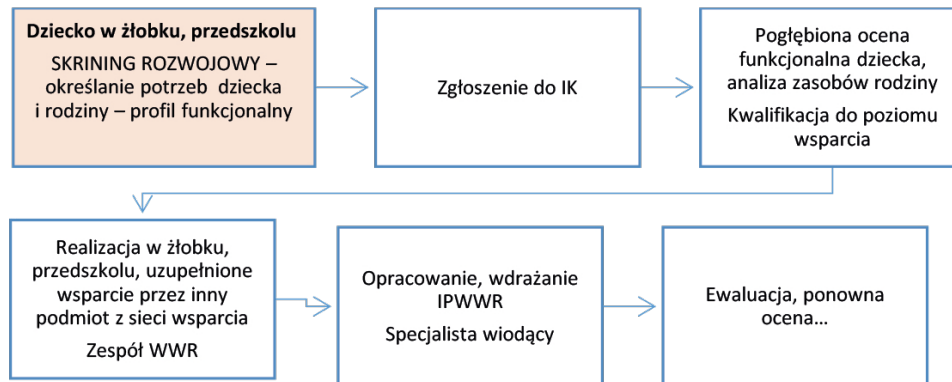 Dziecko w żłobku, przedszkolu
SKRINING ROZWOJOWY –
określanie potrzeb dziecka
i rodziny – profil funkcjonalny
Zgłoszenie do IK
Pogłębiona ocena
funkcjonalna dziecka,
analiza zasobów rodziny
Kwalifikacja do poziomu
wsparcia
Realizacja w żłobku,
przedszkolu, uzupełnione
wsparcie przez inny
podmiot z sieci wsparcia
Zespół WWR
Opracowanie, wdrażanie
IPWWR
Specjalista wiodący
Ewaluacja, ponowna
ocena...